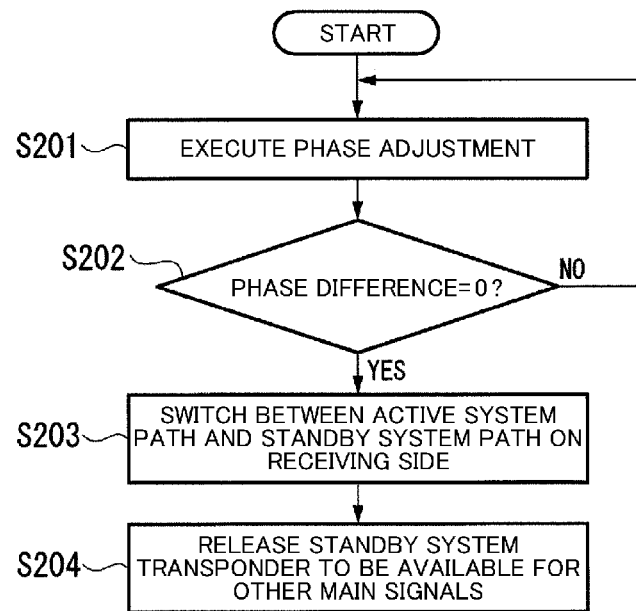 START
S201
EXECUTE PHASE ADJUSTMENT
S202
PHASE DIFFERENCE=0?
NO
YES
S203
SWITCH BETWEEN ACTIVE SYSTEM
PATH AND STANDBY SYSTEM PATH ON
RECEIVING SIDE
S204
RELEASE STANDBY SYSTEM
TRANSPONDER TO BE AVAILABLE FOR
OTHER MAIN SIGNALS